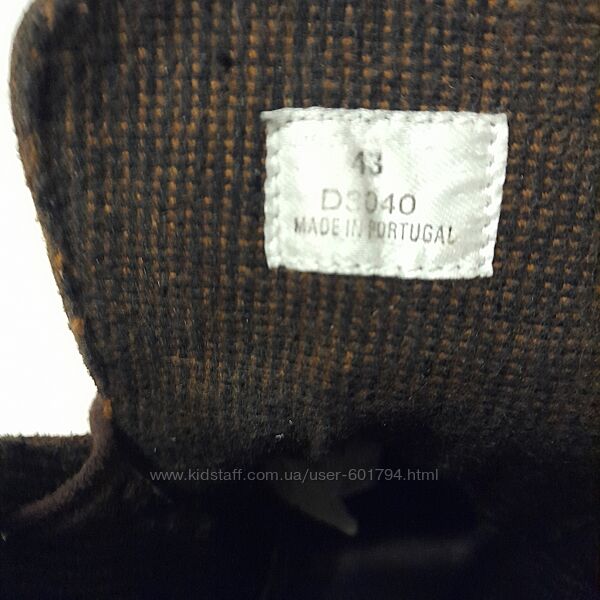 43
D3040
MADE IN PORTUGAL
www.kidstaff.com.ua/user-601794.html